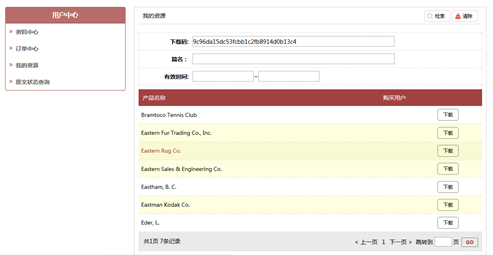 用户中心
资料中心
订单中心
我的资源
原文状态查询
我的资源
检索 清除
下载码: 9c96da15dc53fcbb1c2fb8914d0b13c4
篇名:
有效时间: ~
产品名称 购买用户
Bramtoco Tennis Club 下载
Eastern Fur Trading Co., Inc. 下载
Eastern Rug Co. 下载
Eastern Sales & Engineering Co. 下载
Eastham, B. C. 下载
Eastman Kodak Co. 下载
Eder, L. 下载
共1页 7条记录 < 上一页 1 下一页 > 跳转到 页 GO